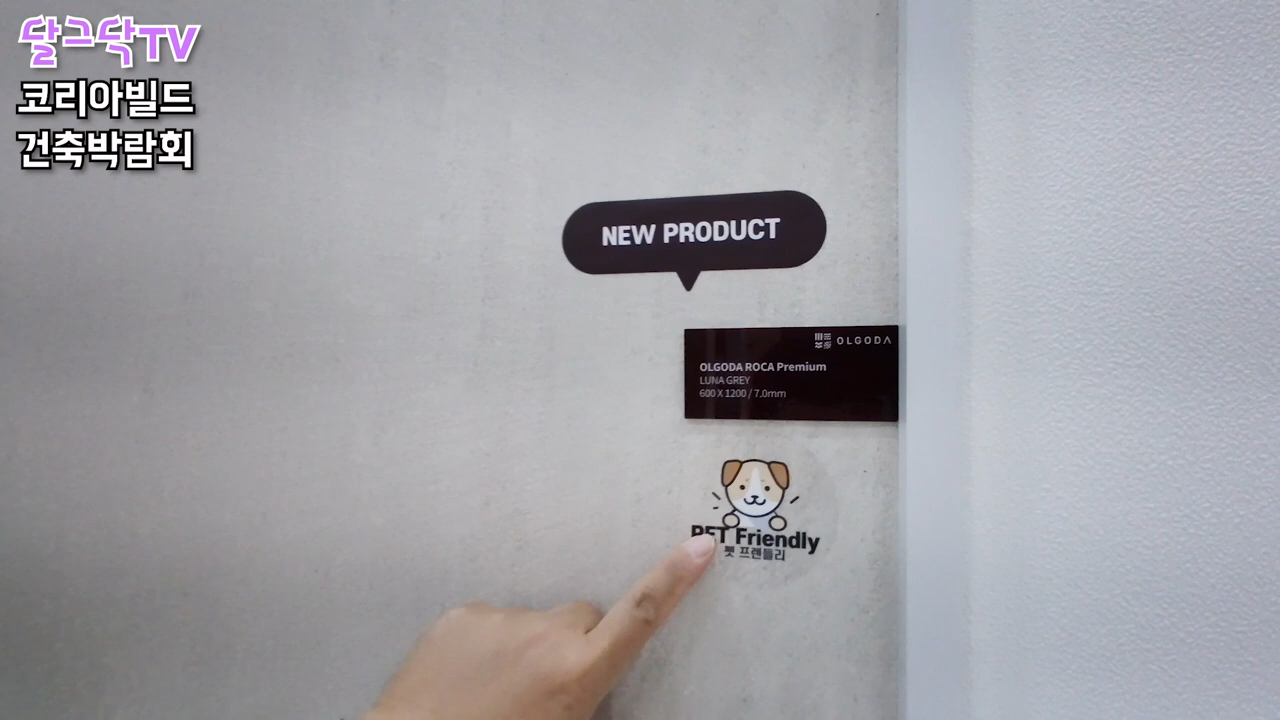 달그닥TV
코리아빌드
건축박람회
NEW PRODUCT
OLGODA
OLGODA ROCA Premium
LUNA GREY
600 X 1200 / 7.0mm
PET Friendly
펫 프렌들리